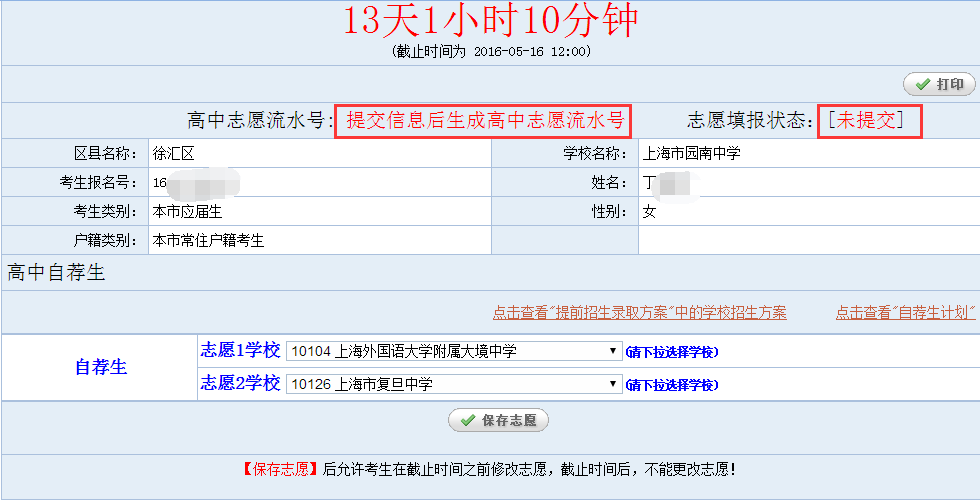 13天1小时10分钟
(截止时间为 2016-05-16 12:00)
打印
高中志愿流水号: 提交信息后生成高中志愿流水号 志愿填报状态: [未提交]
区县名称: 徐汇区 学校名称: 上海市园南中学
考生报名号: 16 姓名: 丁
考生类别: 本市应届生 性别: 女
户籍类别: 本市常住户籍考生
高中自荐生
点击查看"提前招生录取方案"中的学校招生方案 点击查看"自荐生计划"
自荐生
志愿1学校 10104 上海外国语大学附属大境中学 (请下拉选择学校)
志愿2学校 10126 上海市复旦中学 (请下拉选择学校)
保存志愿
【保存志愿】后允许考生在截止时间之前修改志愿，截止时间后，不能更改志愿！